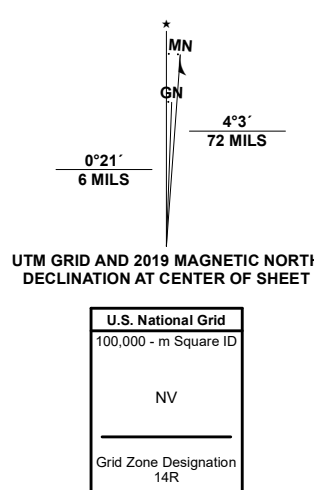 MN
GN
4°3´
72 MILS
0°21´
6 MILS
UTM GRID AND 2019 MAGNETIC NORTH
DECLINATION AT CENTER OF SHEET
U.S. National Grid
100,000 - m Square ID
NV
Grid Zone Designation
14R